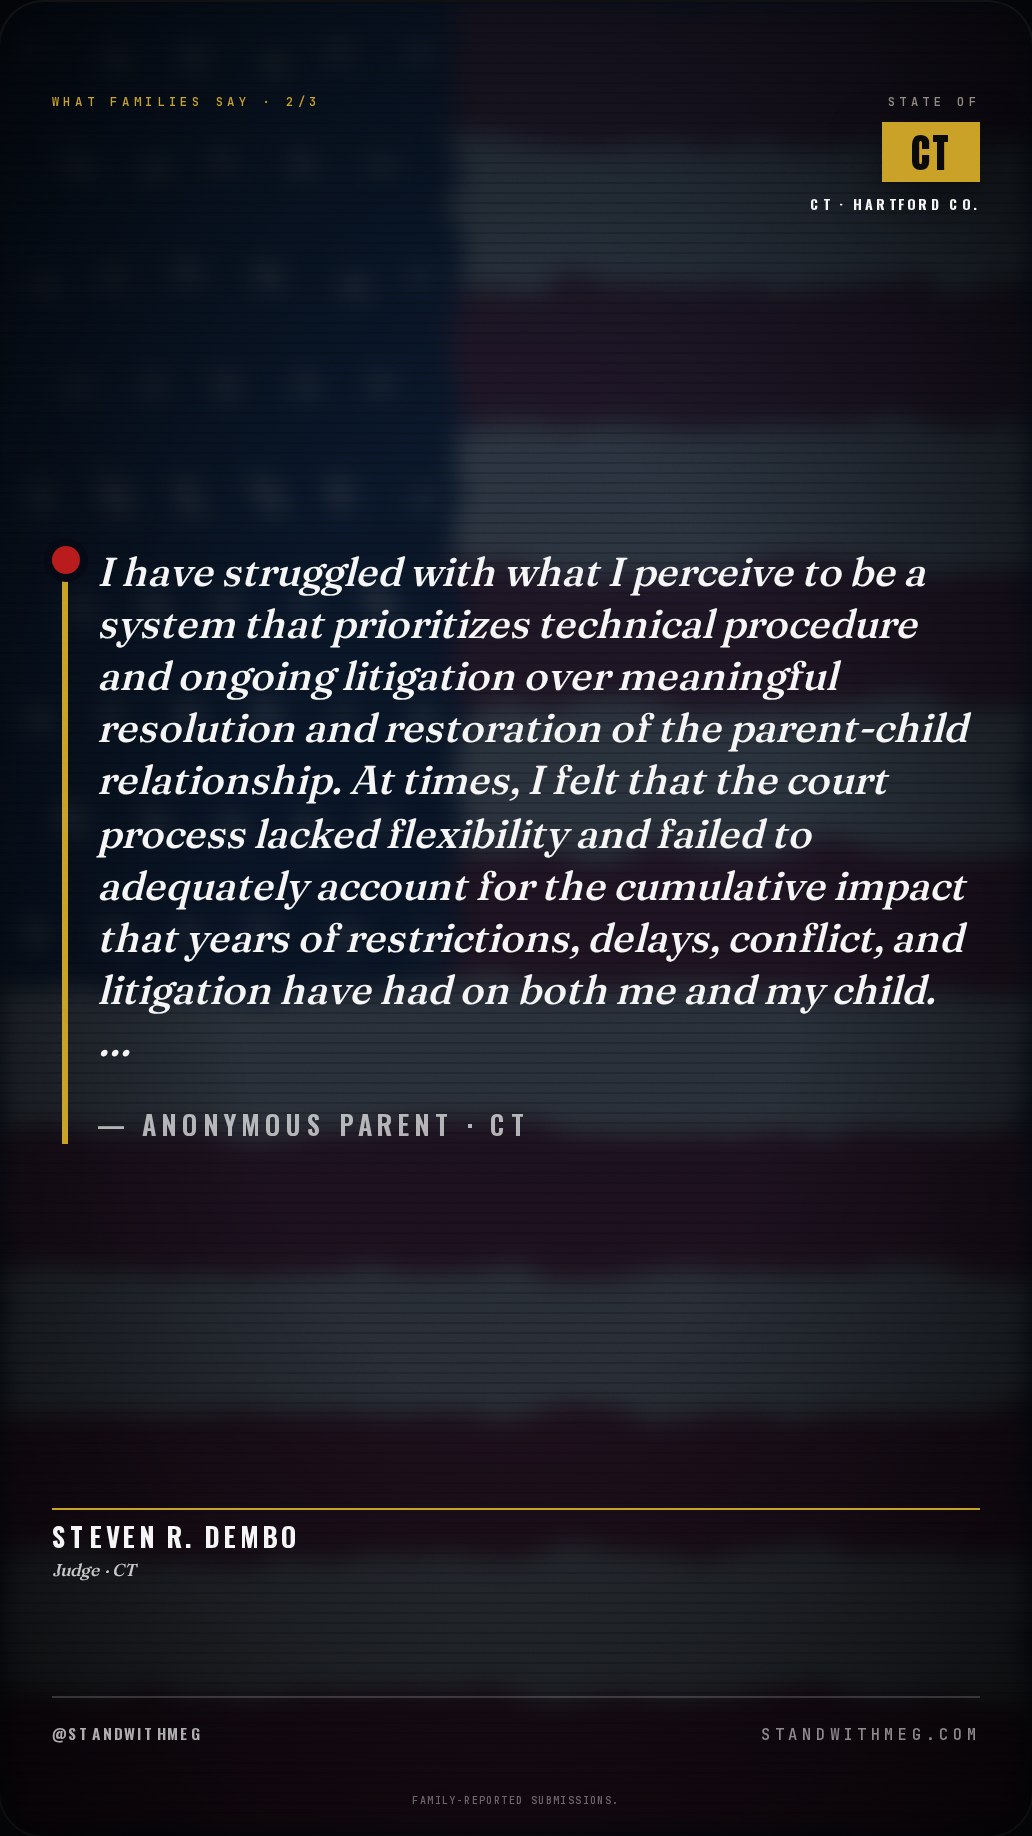 WHAT FAMILIES SAY · 2/3
STATE OF
CT
CT · HARTFORD CO.
I have struggled with what I perceive to be a
system that prioritizes technical procedure
and ongoing litigation over meaningful
resolution and restoration of the parent-child
relationship. At times, I felt that the court
process lacked flexibility and failed to
adequately account for the cumulative impact
that years of restrictions, delays, conflict, and
litigation have had on both me and my child.
...
— ANONYMOUS PARENT · CT
STEVEN R. DEMBO
Judge · CT
@STANDWITHMEG
STANDWITHMEG.COM
FAMILY-REPORTED SUBMISSIONS.